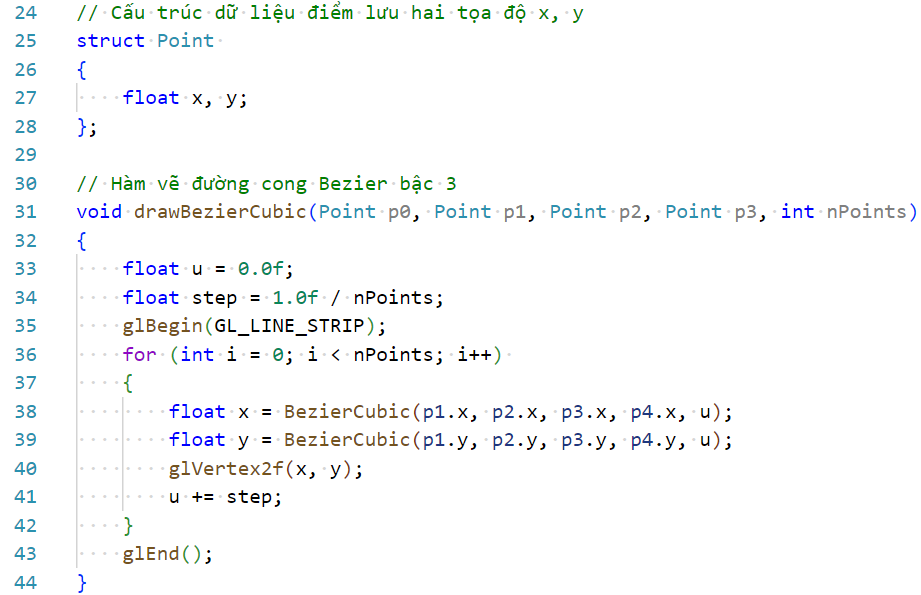 24 // Cấu trúc dữ liệu điểm lưu hai tọa độ x, y
25 struct Point
26 {
27     float x, y;
28 };
29
30 // Hàm vẽ đường cong Bezier bậc 3
31 void drawBezierCubic(Point p0, Point p1, Point p2, Point p3, int nPoints)
32 {
33     float u = 0.0f;
34     float step = 1.0f / nPoints;
35     glBegin(GL_LINE_STRIP);
36     for (int i = 0; i < nPoints; i++)
37     {
38         float x = BezierCubic(p1.x, p2.x, p3.x, p4.x, u);
39         float y = BezierCubic(p1.y, p2.y, p3.y, p4.y, u);
40         glVertex2f(x, y);
41         u += step;
42     }
43     glEnd();
44 }